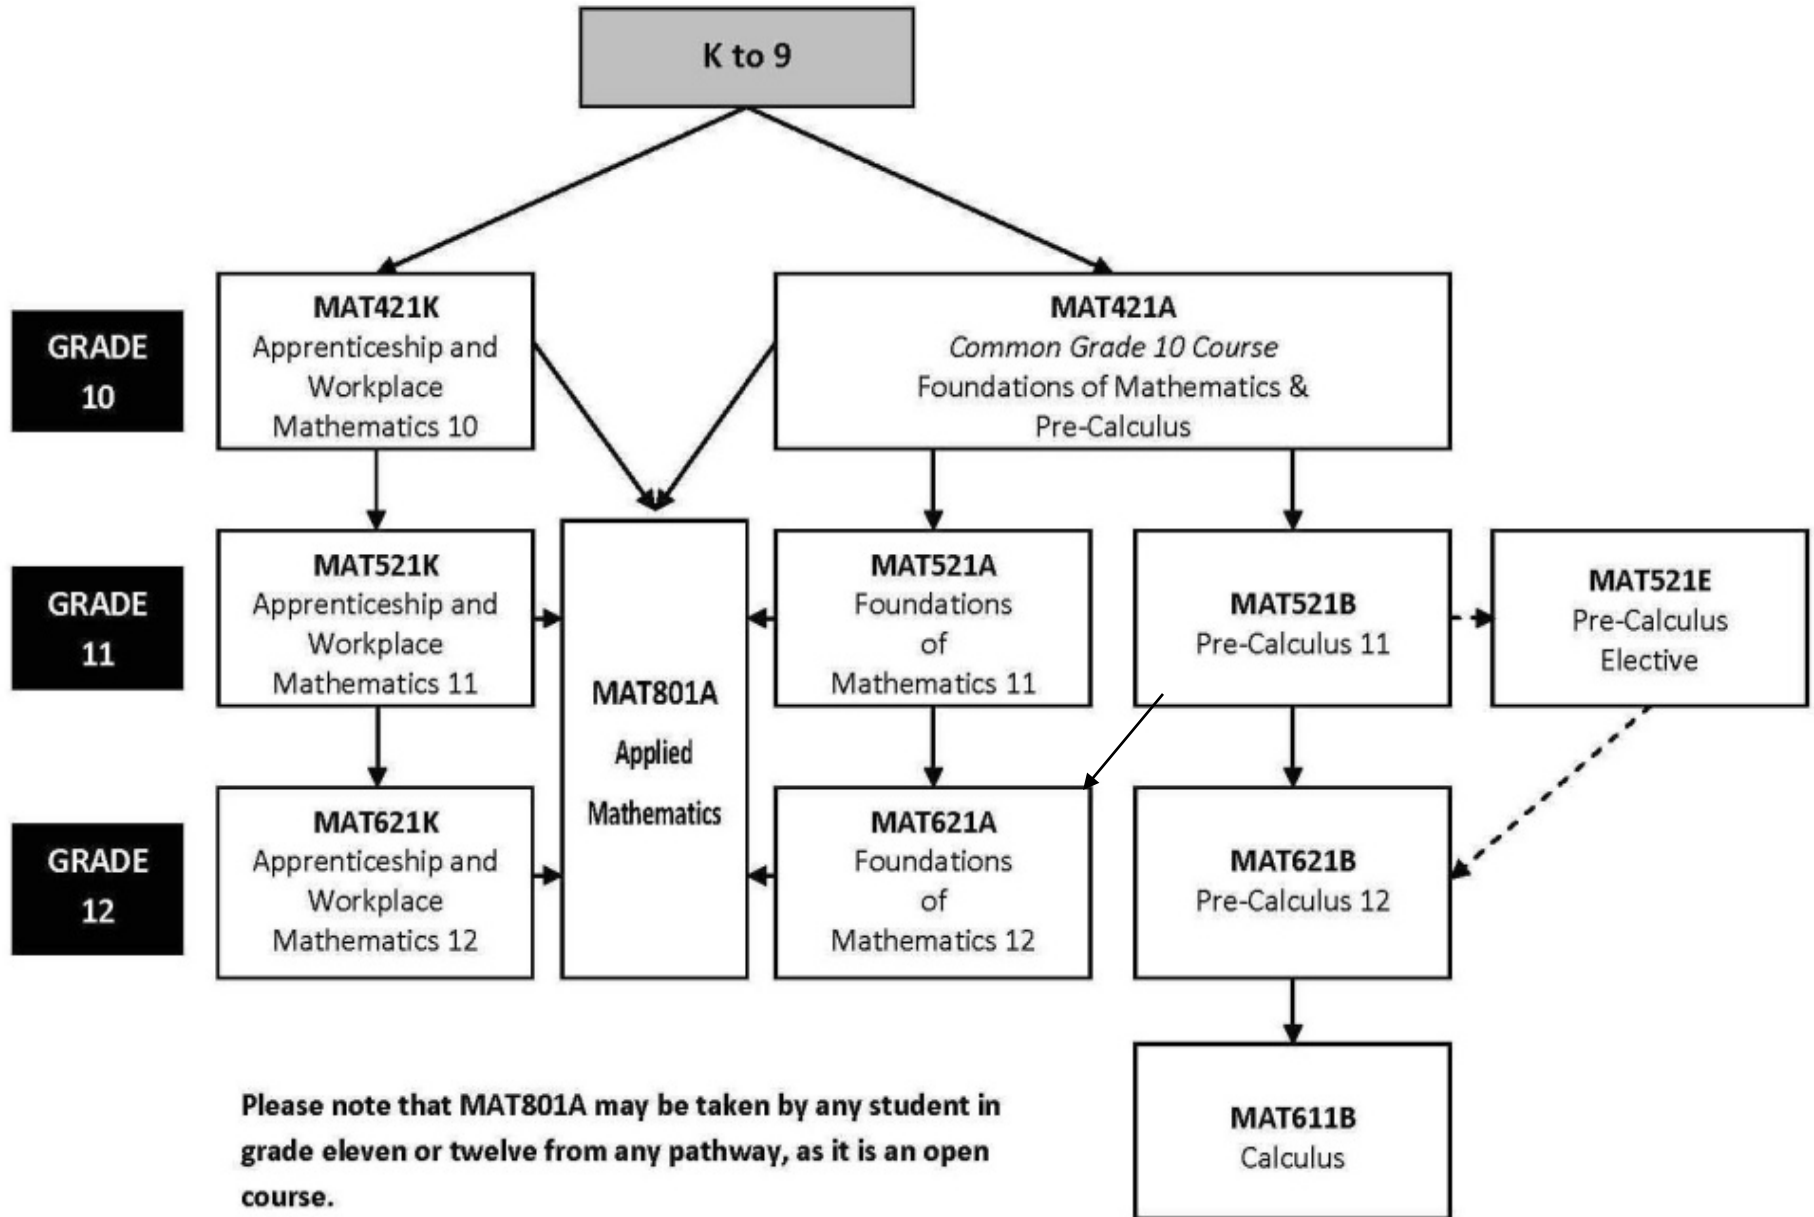 K to 9
GRADE
10
MAT421K
Apprenticeship and
Workplace
Mathematics 10
MAT421A
Common Grade 10 Course
Foundations of Mathematics &
Pre-Calculus
GRADE
11
MAT521K
Apprenticeship and
Workplace
Mathematics 11
MAT801A
Applied
Mathematics
MAT521A
Foundations
of
Mathematics 11
MAT521B
Pre-Calculus 11
MAT521E
Pre-Calculus
Elective
GRADE
12
MAT621K
Apprenticeship and
Workplace
Mathematics 12
MAT621A
Foundations
of
Mathematics 12
MAT621B
Pre-Calculus 12
MAT611B
Calculus
Please note that MAT801A may be taken by any student in
grade eleven or twelve from any pathway, as it is an open
course.